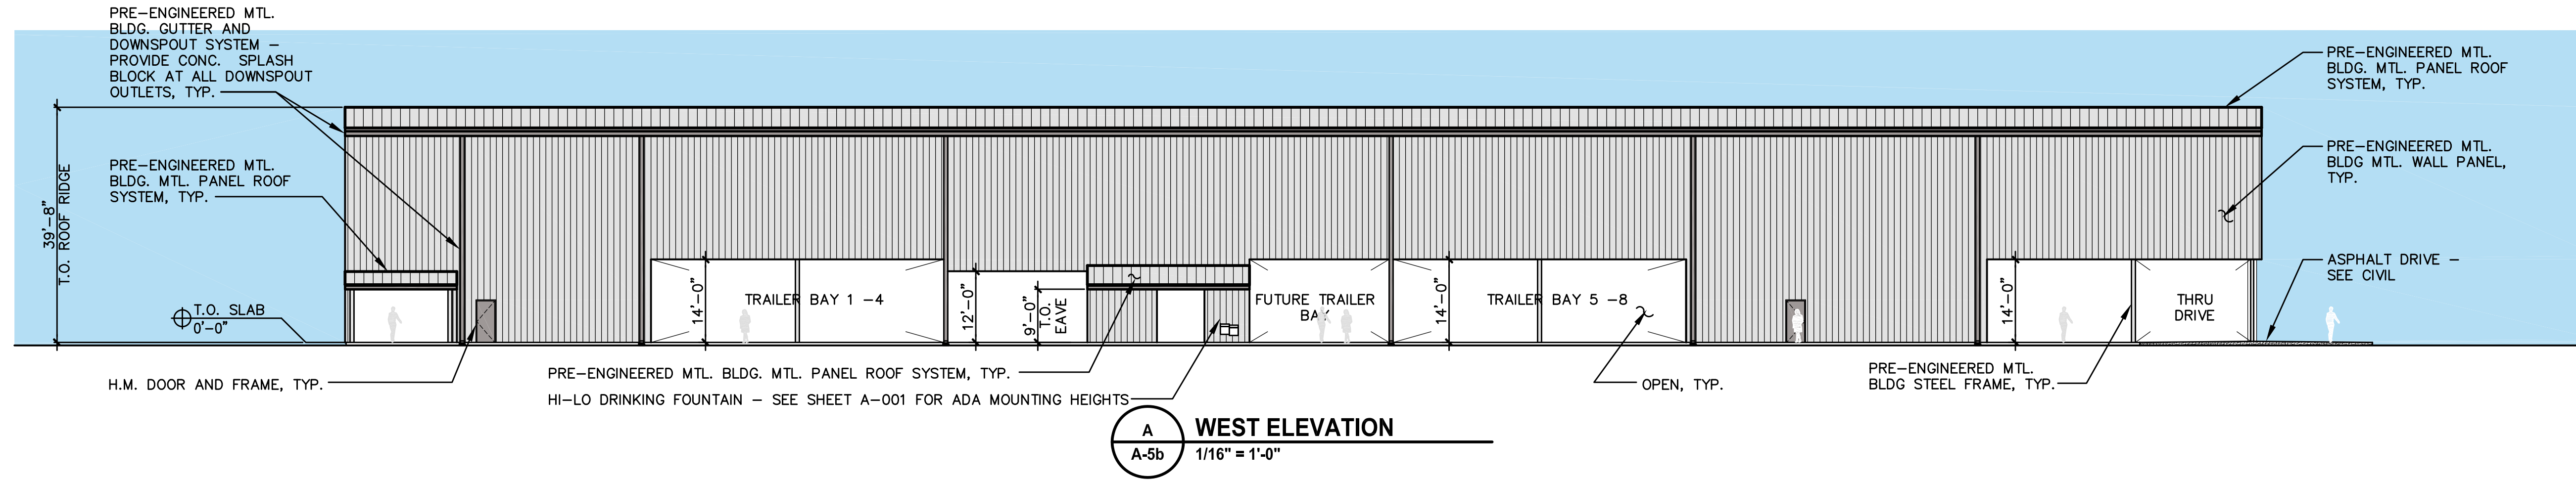 PRE-ENGINEERED MTL.
BLDG. GUTTER AND
DOWNSPOUT SYSTEM -
PROVIDE CONC. SPLASH
BLOCK AT ALL DOWNSPOUT
OUTLETS, TYP.
PRE-ENGINEERED MTL.
BLDG. MTL. PANEL ROOF
SYSTEM, TYP.
39'-8"
T.O. ROOF RIDGE
PRE-ENGINEERED MTL.
BLDG. MTL. PANEL ROOF
SYSTEM, TYP.
PRE-ENGINEERED MTL.
BLDG MTL. WALL PANEL,
TYP.
T.O. SLAB
0'-0"
14'-0"
TRAILER BAY 1 -4
12'-0"
9'-0"
T.O.
EAVE
FUTURE TRAILER
BAY
14'-0"
TRAILER BAY 5 -8
14'-0"
THRU
DRIVE
ASPHALT DRIVE -
SEE CIVIL
H.M. DOOR AND FRAME, TYP.
PRE-ENGINEERED MTL. BLDG. MTL. PANEL ROOF SYSTEM, TYP.
HI-LO DRINKING FOUNTAIN - SEE SHEET A-001 FOR ADA MOUNTING HEIGHTS
OPEN, TYP.
PRE-ENGINEERED MTL.
BLDG STEEL FRAME, TYP.
A
A-5b
WEST ELEVATION
1/16" = 1'-0"